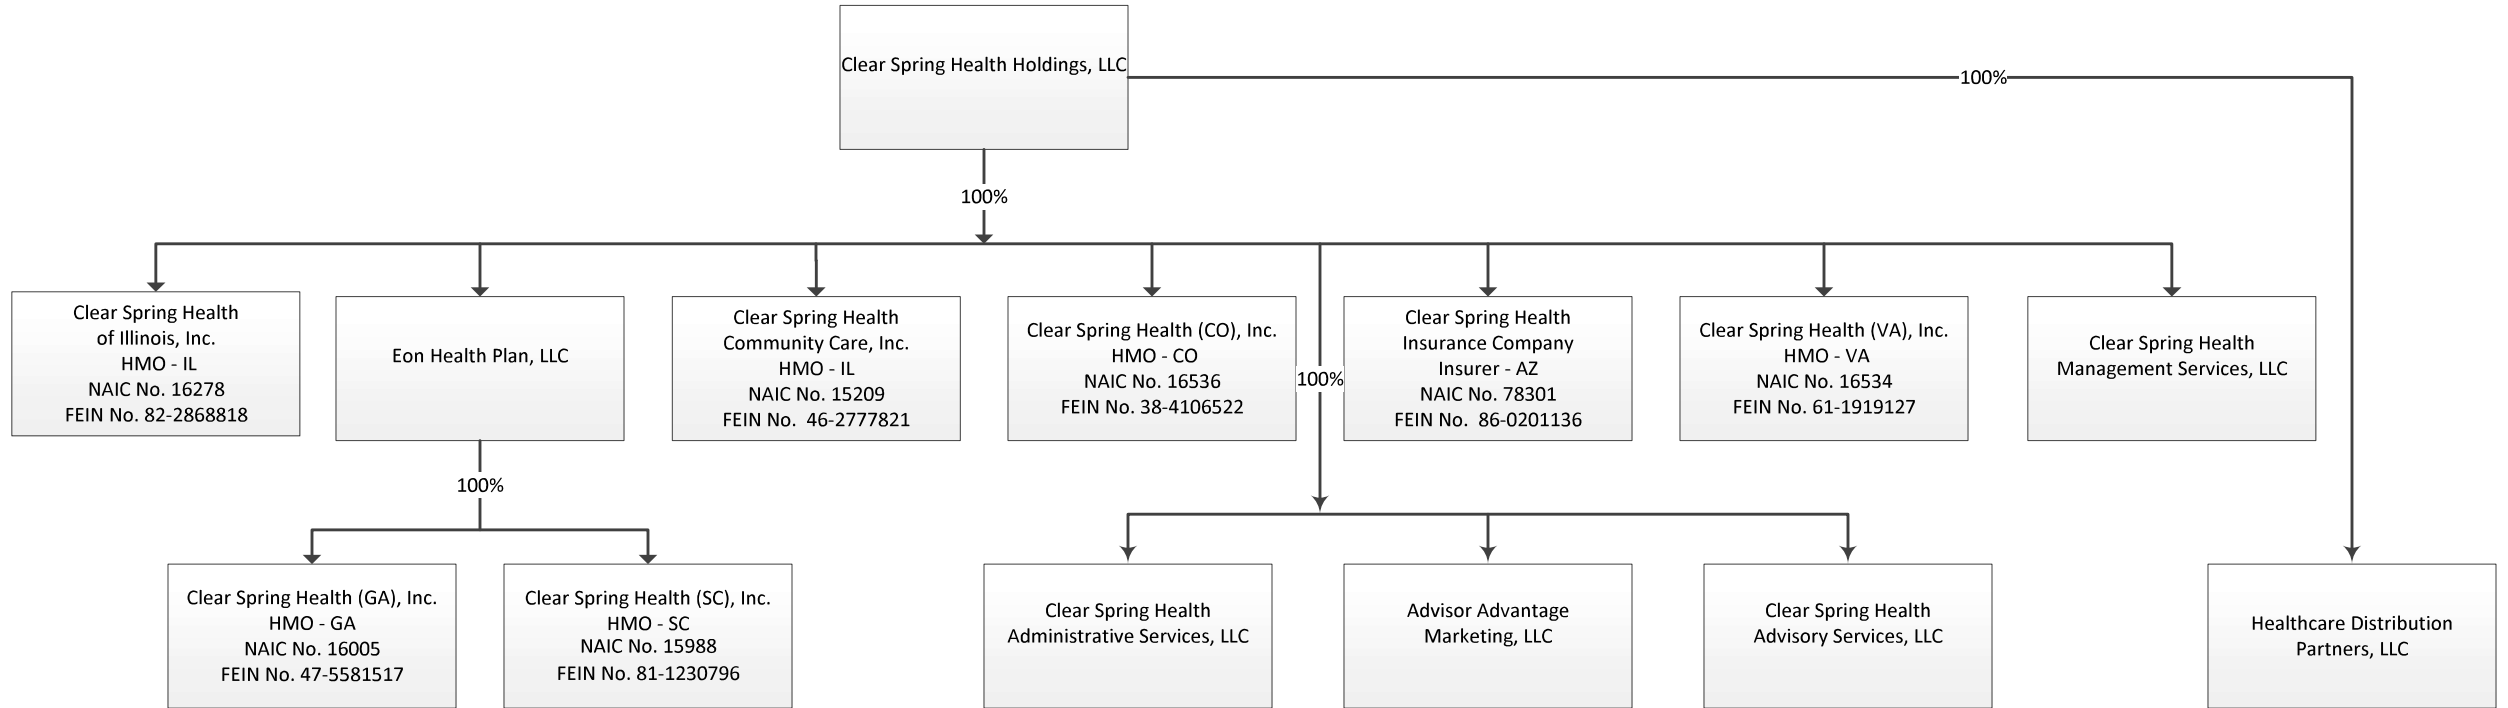 Clear Spring Health Holdings, LLC
100%
100%
Clear Spring Health
of Illinois, Inc.
HMO - IL
NAIC No. 16278
FEIN No. 82-2868818
Eon Health Plan, LLC
Clear Spring Health
Community Care, Inc.
HMO - IL
NAIC No. 15209
FEIN No.  46-2777821
Clear Spring Health (CO), Inc.
HMO - CO
NAIC No. 16536
FEIN No. 38-4106522
100%
Clear Spring Health
Insurance Company
Insurer - AZ
NAIC No. 78301
FEIN No.  86-0201136
Clear Spring Health (VA), Inc.
HMO - VA
NAIC No. 16534
FEIN No. 61-1919127
Clear Spring Health
Management Services, LLC
100%
Clear Spring Health (GA), Inc.
HMO - GA
NAIC No. 16005
FEIN No. 47-5581517
Clear Spring Health (SC), Inc.
HMO - SC
NAIC No. 15988
FEIN No. 81-1230796
Clear Spring Health
Administrative Services, LLC
Advisor Advantage
Marketing, LLC
Clear Spring Health
Advisory Services, LLC
Healthcare Distribution
Partners, LLC